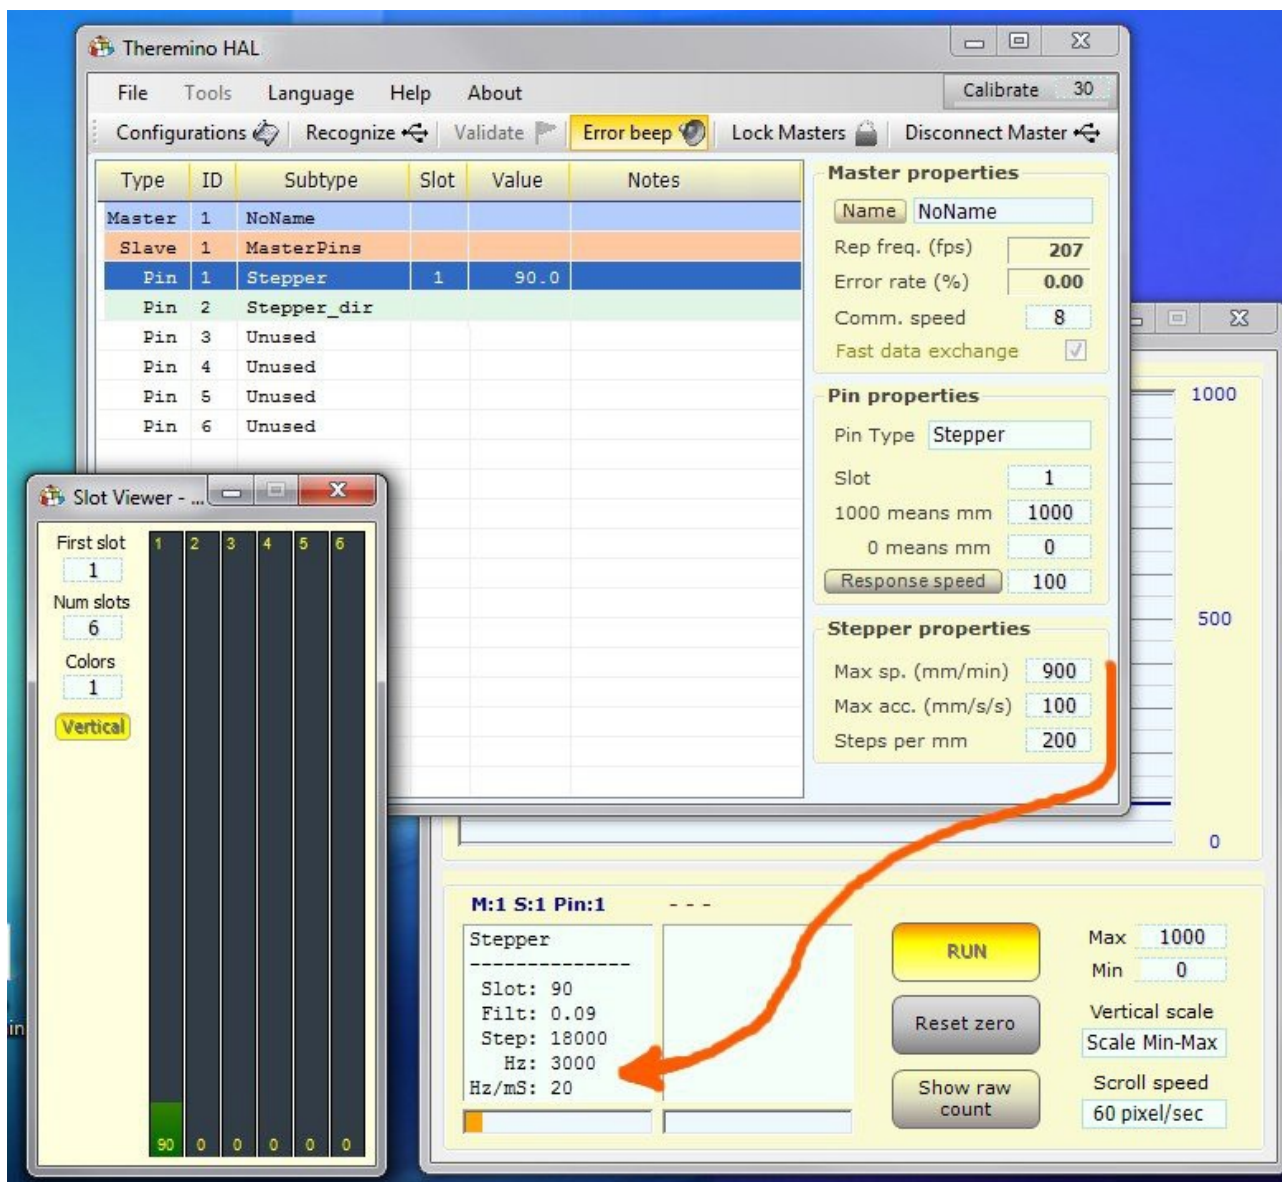 Theremino HAL
File Tools Language Help About
Calibrate 30
Configurations Recognize Validate Error beep Lock Masters Disconnect Master
Type ID Subtype Slot Value Notes
Master 1 NoName
Slave 1 MasterPins
Pin 1 Stepper 1 90.0
Pin 2 Stepper_dir
Pin 3 Unused
Pin 4 Unused
Pin 5 Unused
Pin 6 Unused
Master properties
Name NoName
Rep freq. (fps) 207
Error rate (%) 0.00
Comm. speed 8
Fast data exchange
Pin properties
Pin Type Stepper
Slot 1
1000 means mm 1000
0 means mm 0
Response speed 100
Stepper properties
Max sp. (mm/min) 900
Max acc. (mm/s/s) 100
Steps per mm 200
Slot Viewer - ...
First slot
1
Num slots
6
Colors
1
Vertical
1 2 3 4 5 6
90 0 0 0 0 0
1000
500
0
M:1 S:1 Pin:1 - - -
Stepper
--------------
Slot: 90
Filt: 0.09
Step: 18000
Hz: 3000
Hz/mS: 20
RUN
Reset zero
Show raw
count
Max 1000
Min 0
Vertical scale
Scale Min-Max
Scroll speed
60 pixel/sec
in